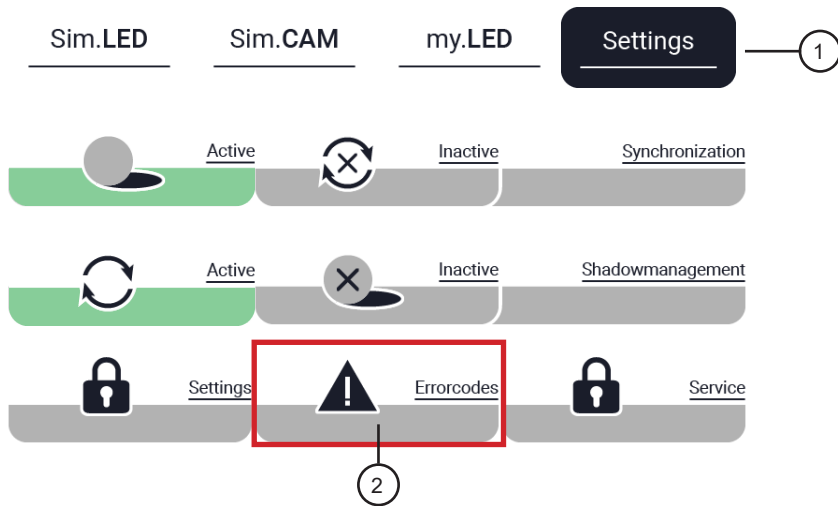 Sim.LED Sim.CAM my.LED Settings 1
Active Inactive Synchronization
Active Inactive Shadowmanagement
Settings Errorcodes Service
2